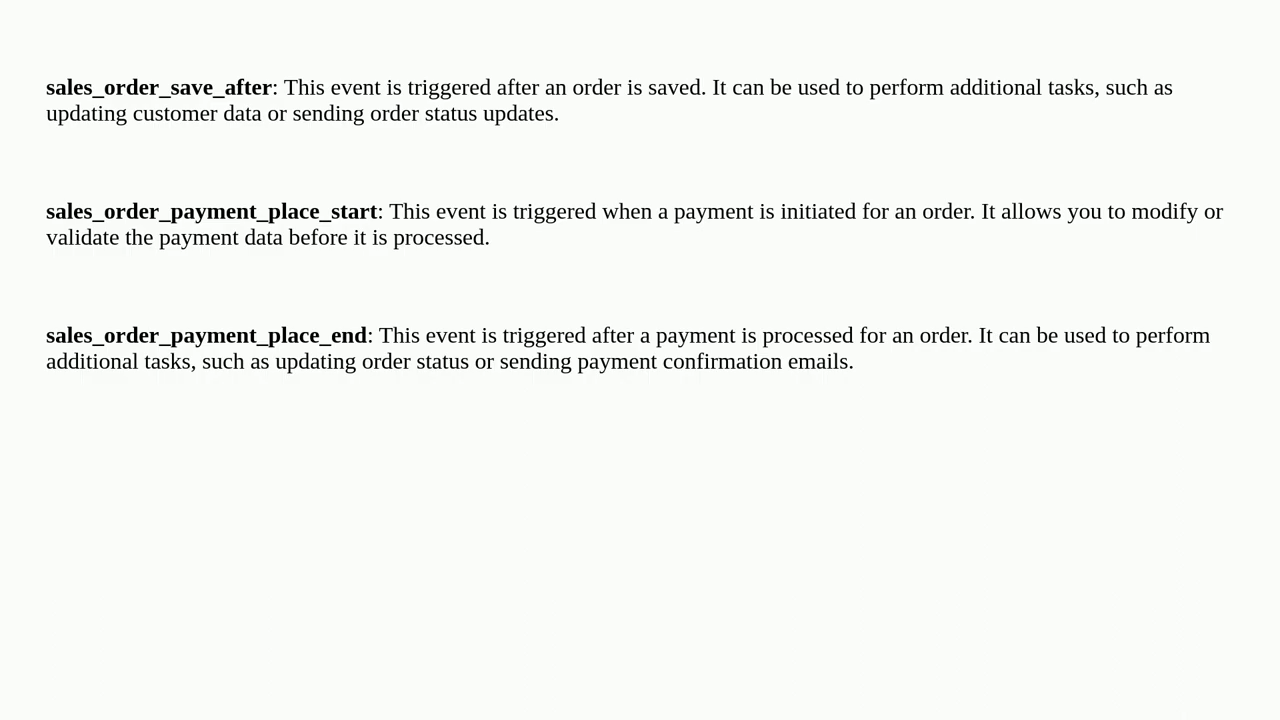 sales_order_save_after: This event is triggered after an order is saved. It can be used to perform additional tasks, such as
updating customer data or sending order status updates.
sales_order_payment_place_start: This event is triggered when a payment is initiated for an order. It allows you to modify or
validate the payment data before it is processed.
sales_order_payment_place_end: This event is triggered after a payment is processed for an order. It can be used to perform
additional tasks, such as updating order status or sending payment confirmation emails.